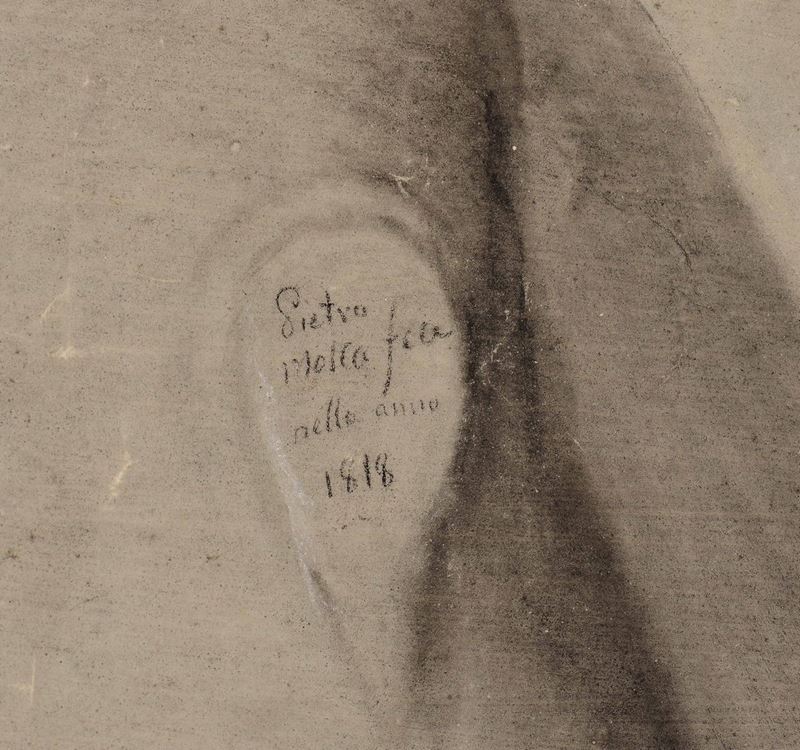 Pietro
Motta fece
nello anno
1818